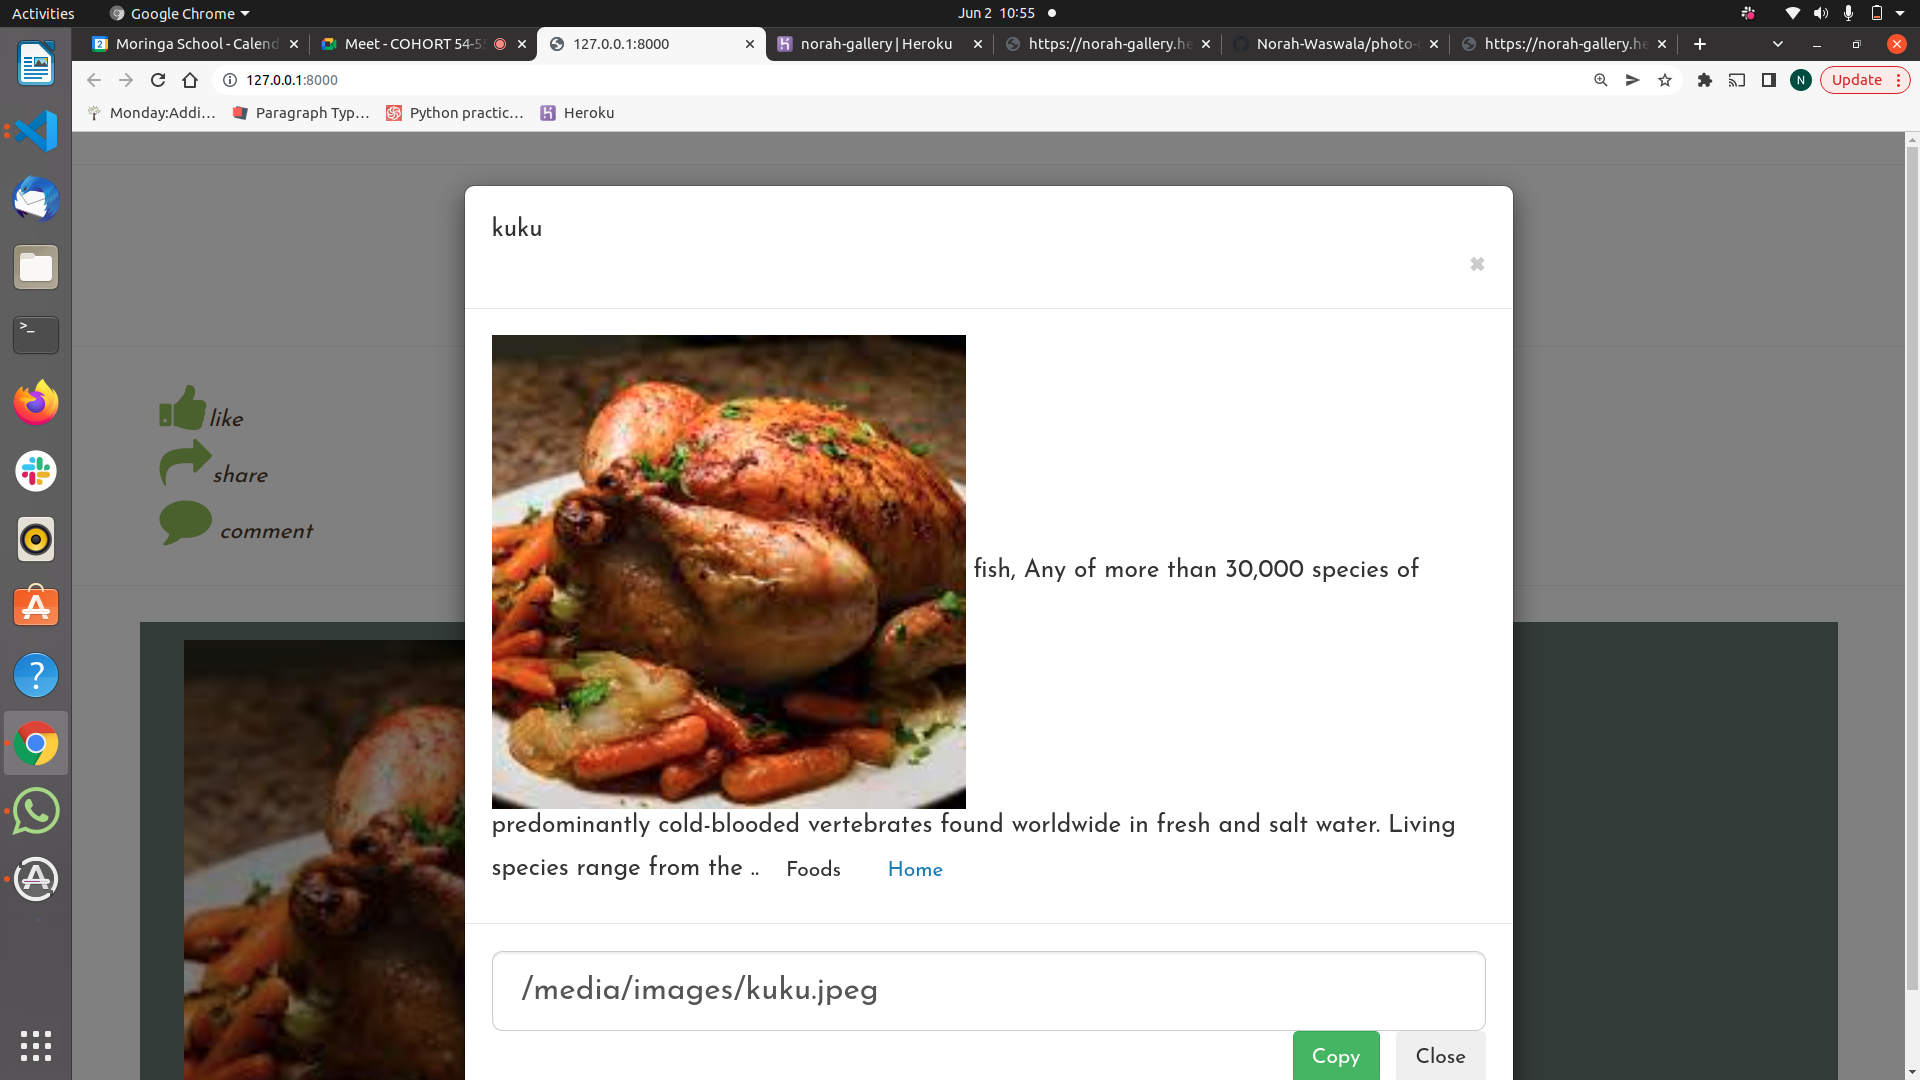 Activities Google Chrome Jun 2 10:55
Moringa School - Calend Meet - COHORT 54-5 127.0.0.1:8000 norah-gallery | Heroku https://norah-gallery.he Norah-Waswala/photo- https://norah-gallery.he
127.0.0.1:8000 N Update
Monday:Addi... Paragraph Typ... Python practic... Heroku
kuku
like
share
comment
fish, Any of more than 30,000 species of
predominantly cold-blooded vertebrates found worldwide in fresh and salt water. Living
species range from the .. Foods Home
/media/images/kuku.jpeg
Copy Close